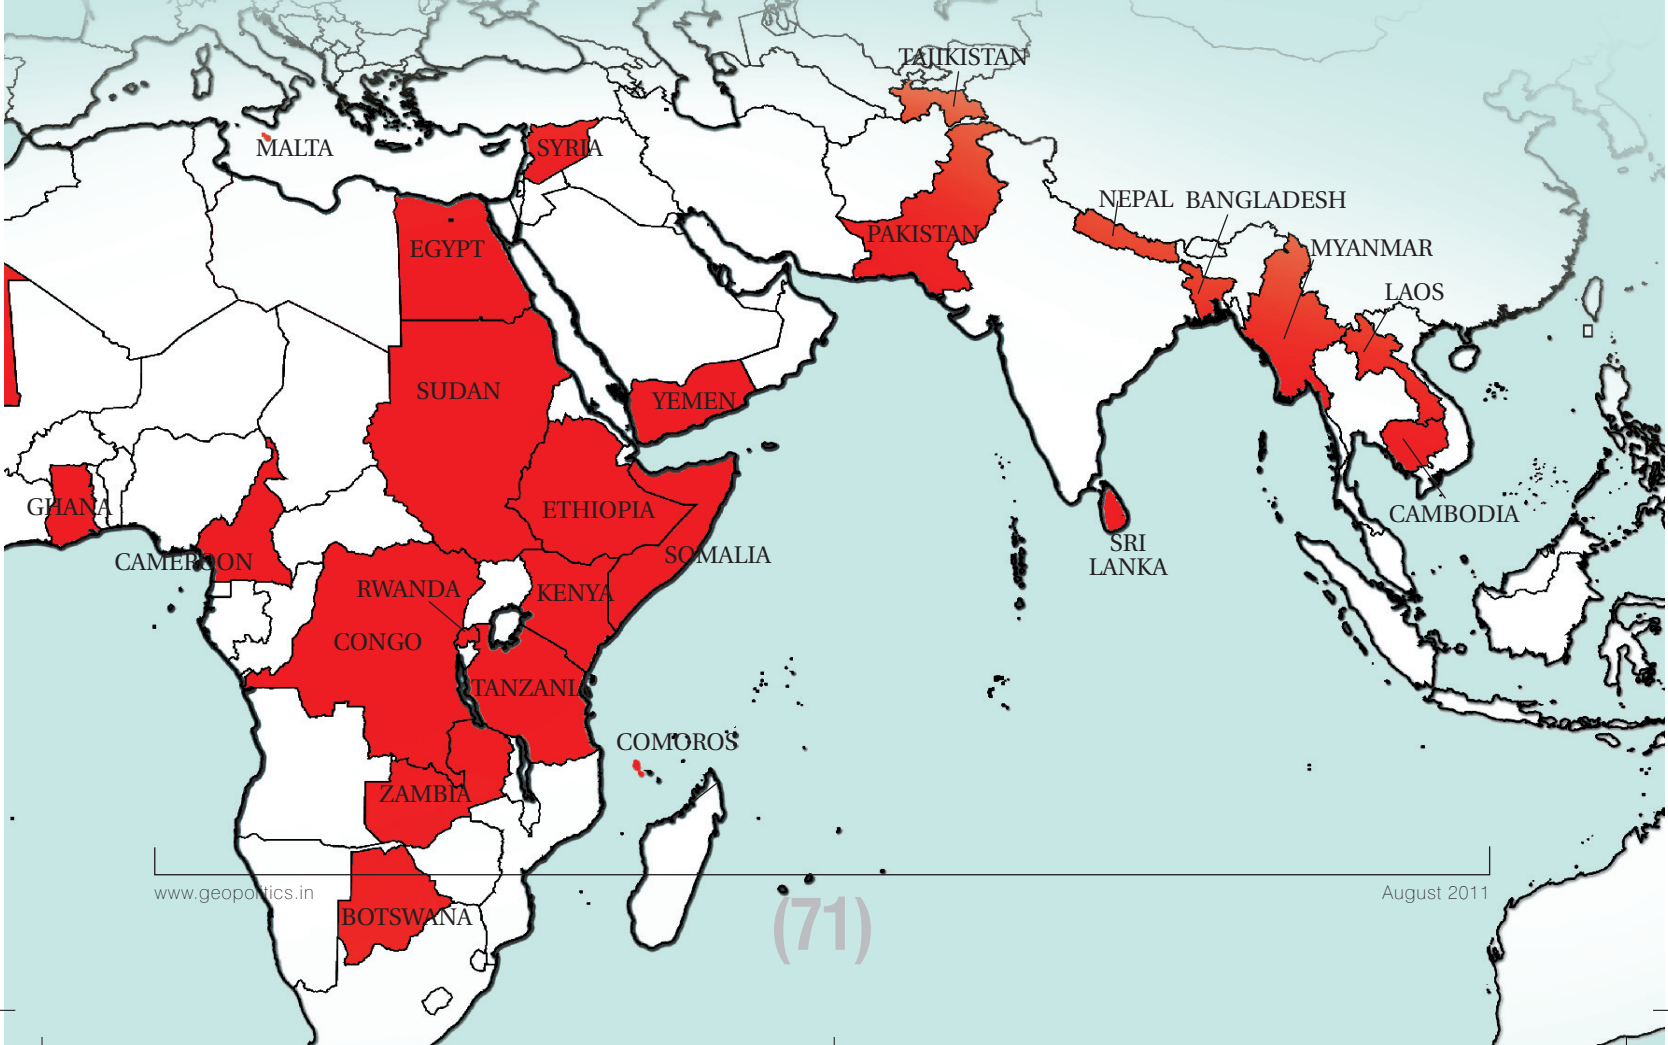 TAJIKISTAN
MALTA
SYRIA
NEPAL
BANGLADESH
EGYPT
PAKISTAN
MYANMAR
LAOS
SUDAN
YEMEN
GHANA
ETHIOPIA
CAMBODIA
CAMEROON
SOMALIA
SRI
LANKA
RWANDA
KENYA
CONGO
TANZANIA
COMOROS
ZAMBIA
www.geopolitics.in
August 2011
(71)
BOTSWANA